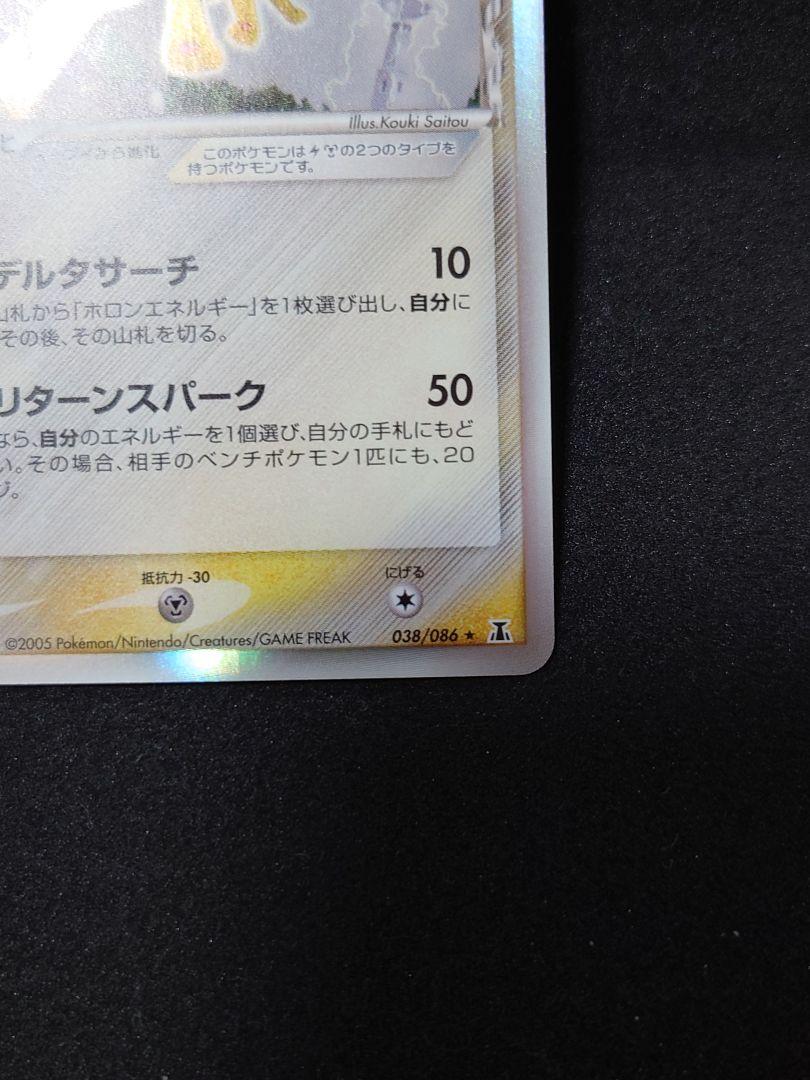 Illus.Kouki Saitou
から進化
このポケモンは の2つのタイプを
持つポケモンです。
デルタサーチ 10
山札から「ホロンエネルギー」を1枚選び出し、自分に
その後、その山札を切る。
リターンスパーク 50
なら、自分のエネルギーを1個選び、自分の手札にもど
い。その場合、相手のベンチポケモン1匹にも、20
ジ。
抵抗力 -30
にげる
©2005 Pokémon/Nintendo/Creatures/GAME FREAK 038/086 ★